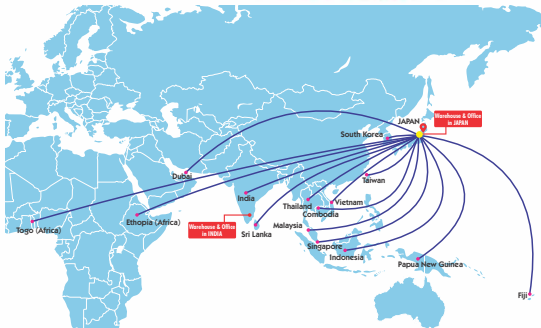 JAPAN
Warehouse & Office
in JAPAN
South Korea
Dubai
Taiwan
India
Thailand
Vietnam
Combodia
Ethopia (Africa)
Togo (Africa)
Warehouse & Office
in INDIA
Sri Lanka
Malaysia
Singapore
Indonesia
Papua New Guinea
Fiji